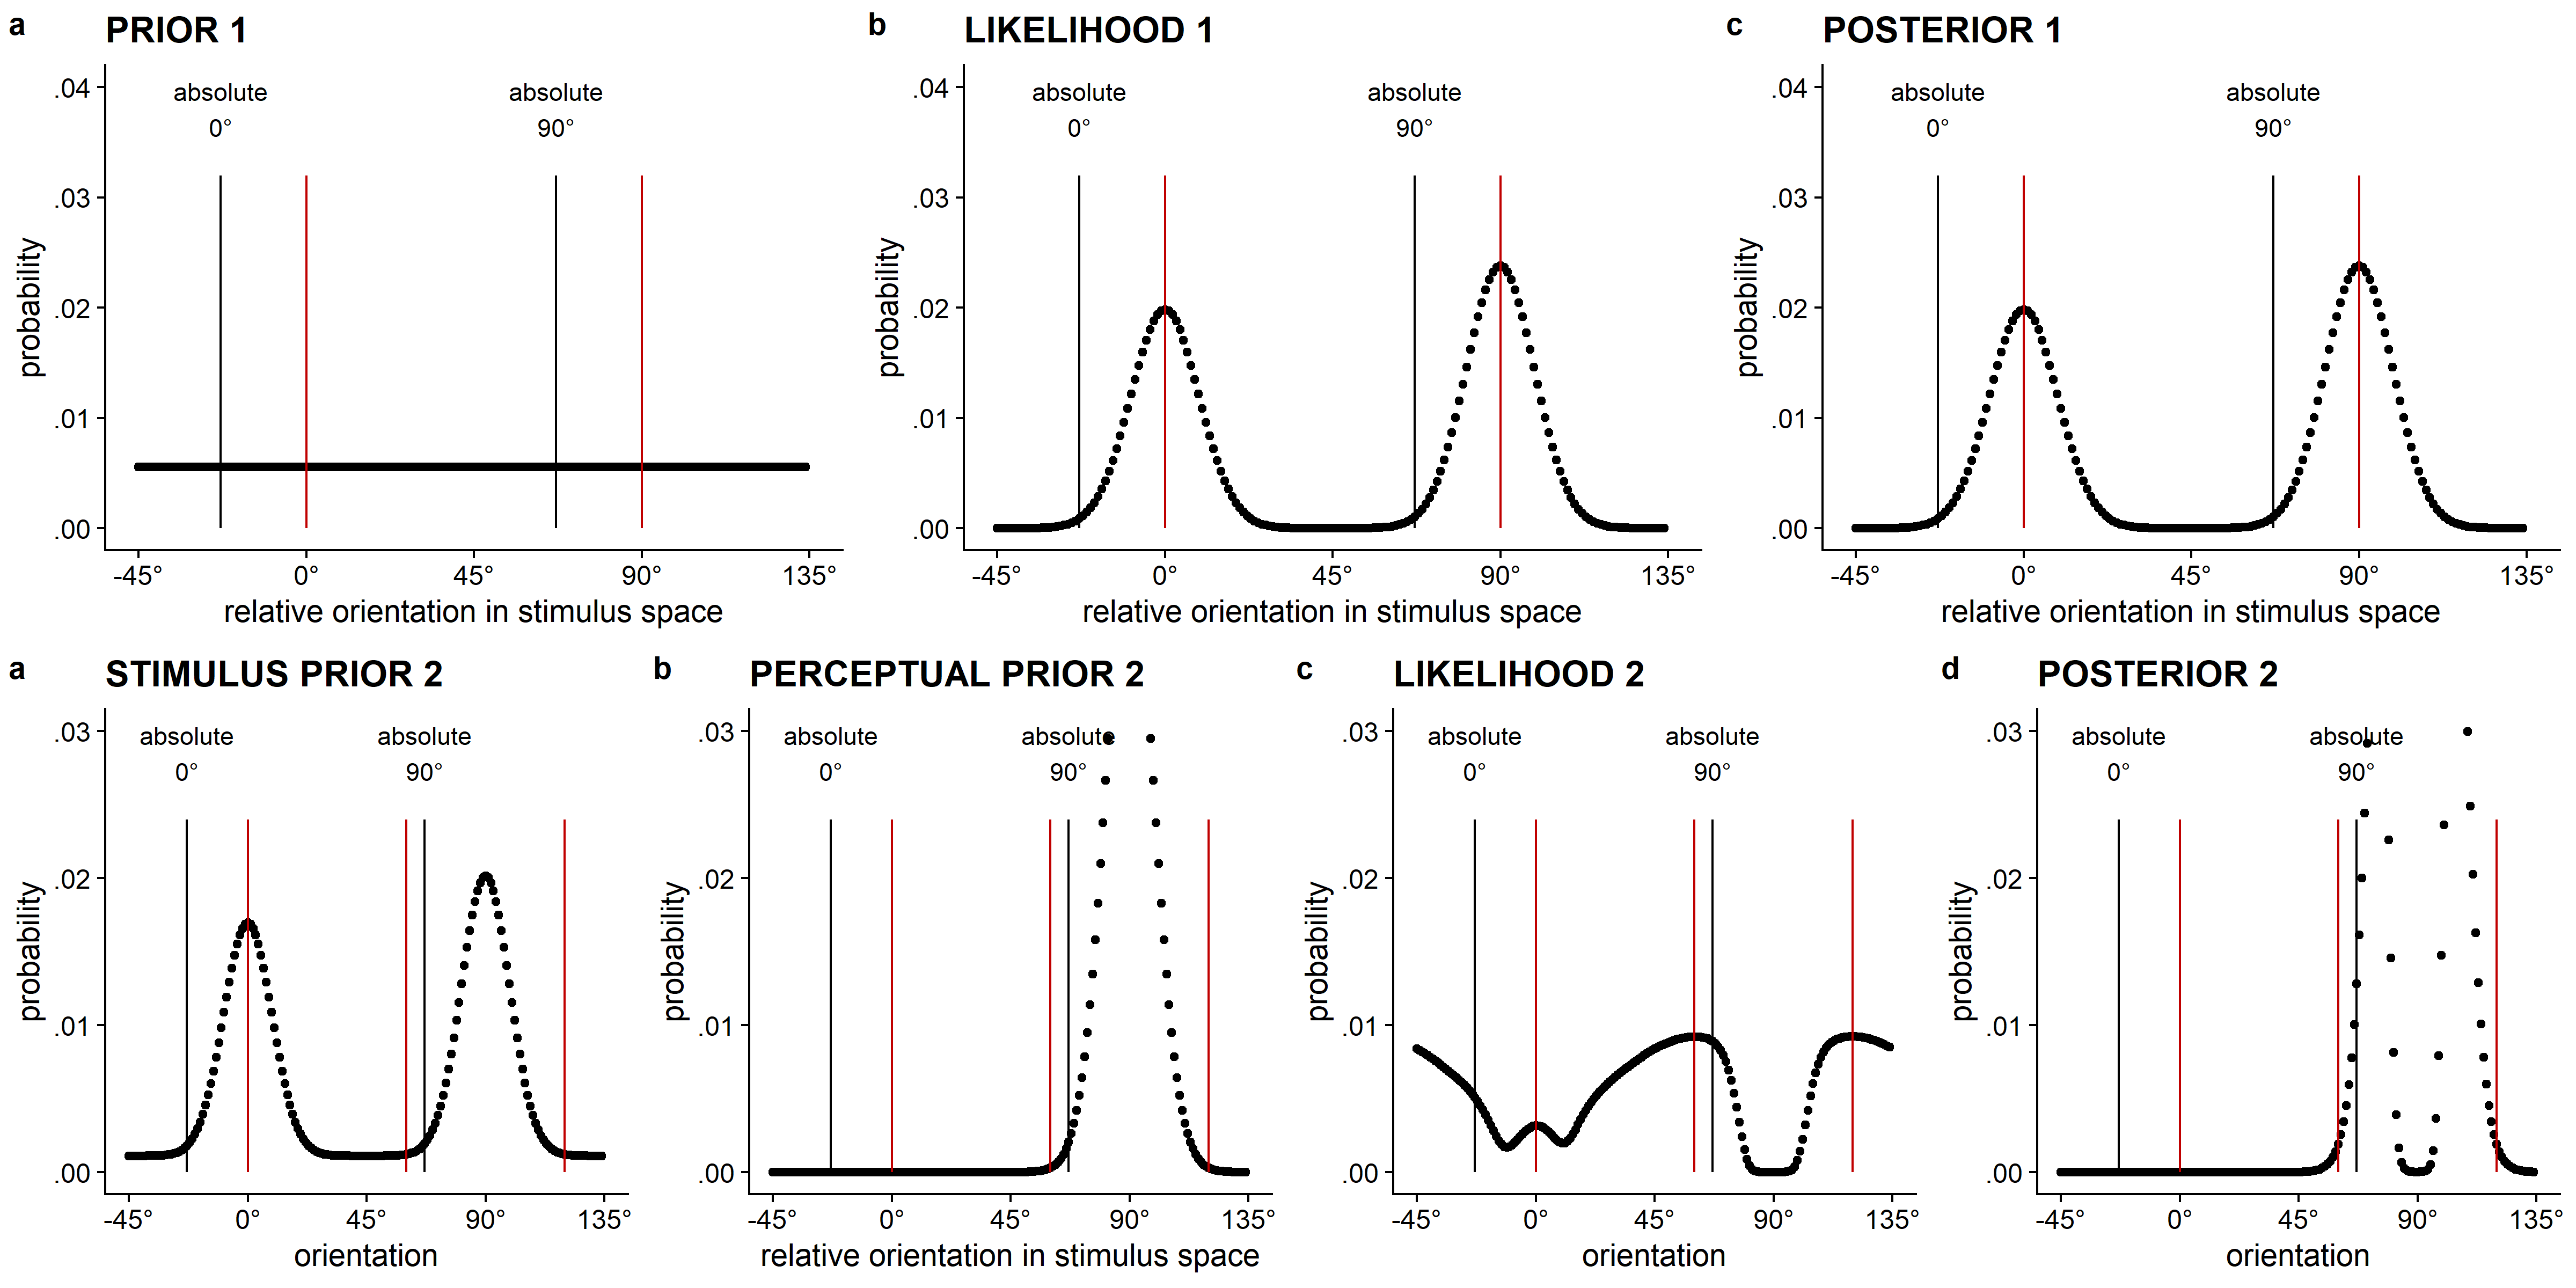 a PRIOR 1
absolute absolute
0° 90°
.04
.03
.02
.01
.00
probability
-45° 0° 45° 90° 135°
relative orientation in stimulus space
b LIKELIHOOD 1
absolute absolute
0° 90°
.04
.03
.02
.01
.00
probability
-45° 0° 45° 90° 135°
relative orientation in stimulus space
c POSTERIOR 1
absolute absolute
0° 90°
.04
.03
.02
.01
.00
probability
-45° 0° 45° 90° 135°
relative orientation in stimulus space
a STIMULUS PRIOR 2
absolute absolute
0° 90°
.03
.02
.01
.00
probability
-45° 0° 45° 90° 135°
orientation
b PERCEPTUAL PRIOR 2
absolute absolute
0° 90°
.03
.02
.01
.00
probability
-45° 0° 45° 90° 135°
relative orientation in stimulus space
c LIKELIHOOD 2
absolute absolute
0° 90°
.03
.02
.01
.00
probability
-45° 0° 45° 90° 135°
orientation
d POSTERIOR 2
absolute absolute
0° 90°
.03
.02
.01
.00
probability
-45° 0° 45° 90° 135°
orientation